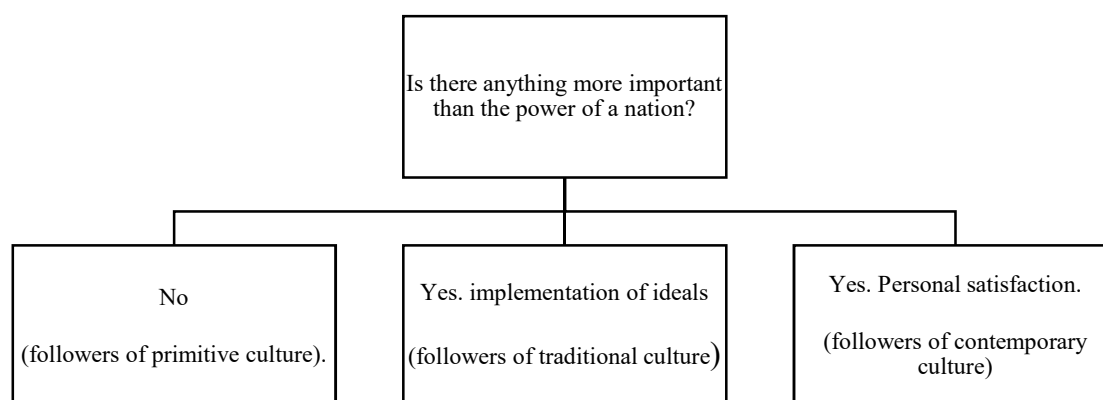 Is there anything more important
than the power of a nation?
No
(followers of primitive culture).
Yes. implementation of ideals
(followers of traditional culture)
Yes. Personal satisfaction.
(followers of contemporary
culture)